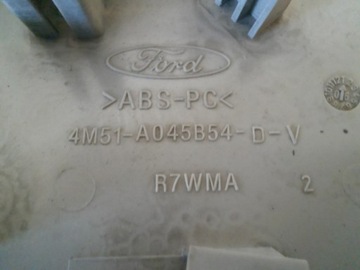 Ford
>ABS-PC<
4M51-A045B54-D-V
R7WMA 2